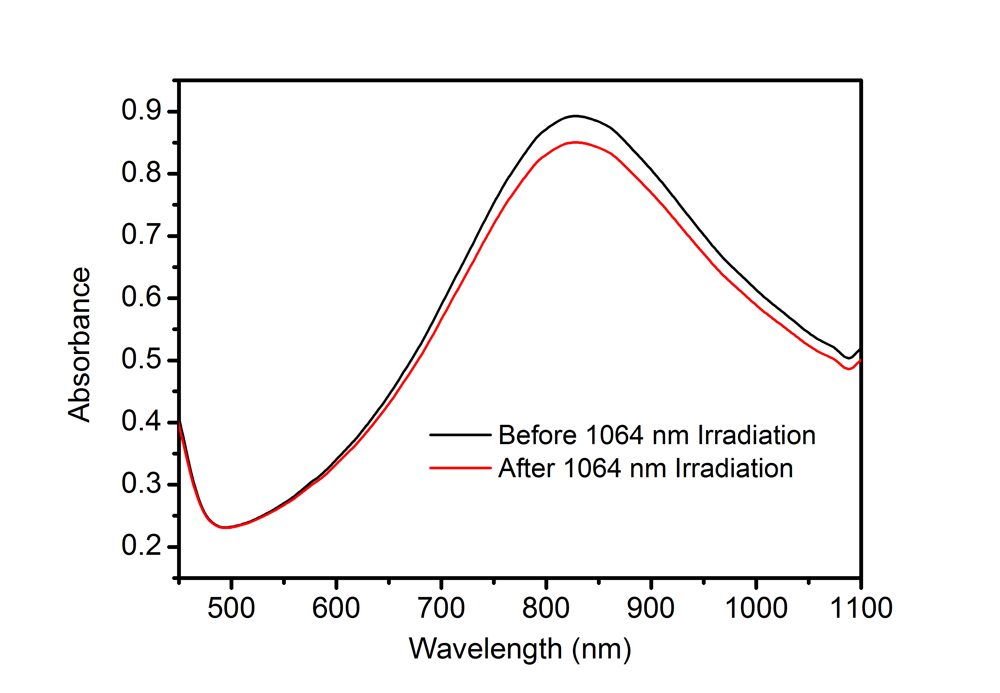 0.9
0.8
0.7
0.6
0.5
0.4
0.3
0.2
Absorbance
Before 1064 nm Irradiation
After 1064 nm Irradiation
500 600 700 800 900 1000 1100
Wavelength (nm)